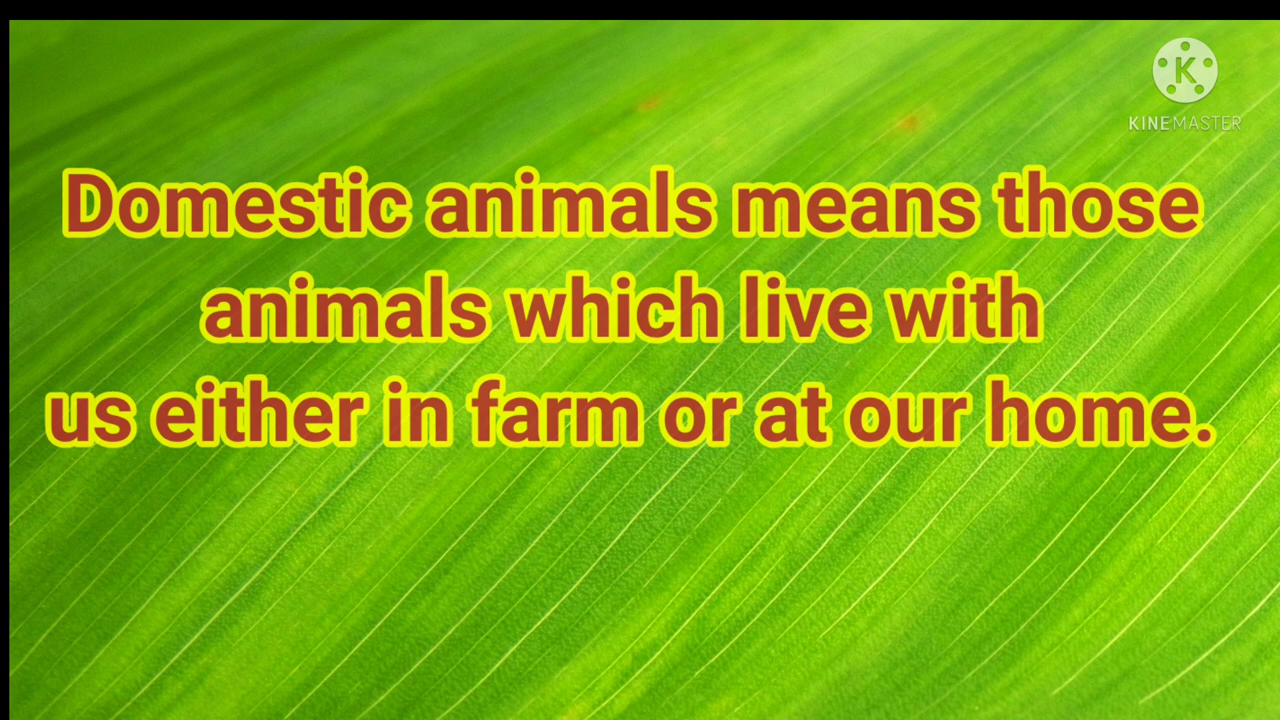 K
KINEMASTER
Domestic animals means those
animals which live with
us either in farm or at our home.